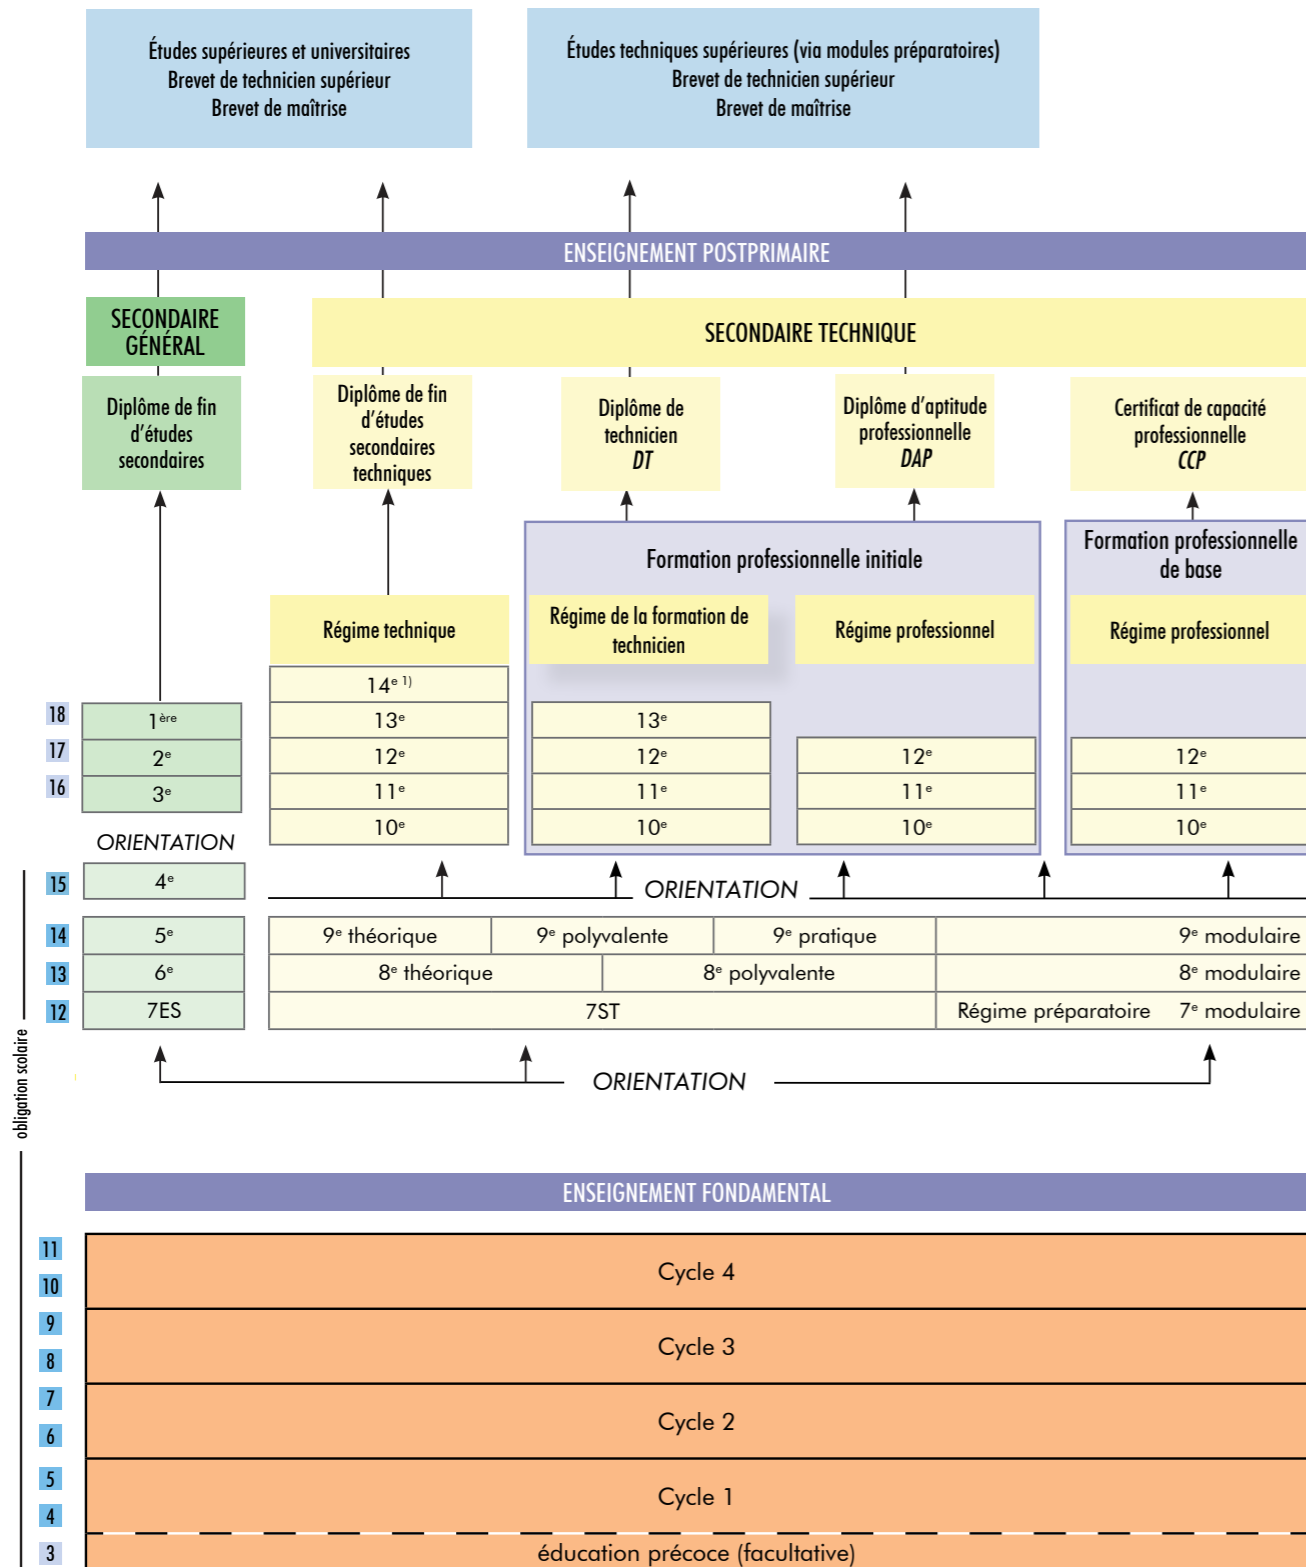 Études supérieures et universitaires
Brevet de technicien supérieur
Brevet de maîtrise
Études techniques supérieures (via modules préparatoires)
Brevet de technicien supérieur
Brevet de maîtrise
ENSEIGNEMENT POSTPRIMAIRE
SECONDAIRE
GÉNÉRAL
SECONDAIRE TECHNIQUE
Diplôme de fin
d'études
secondaires
Diplôme de fin
d'études
secondaires
techniques
Diplôme de
technicien
DT
Diplôme d'aptitude
professionnelle
DAP
Certificat de capacité
professionnelle
CCP
Formation professionnelle initiale
Formation professionnelle
de base
Régime technique
Régime de la formation de
technicien
Régime professionnel
Régime professionnel
14e 1)
18 1ère 13e 13e
17 2e 12e 12e 12e 12e
16 3e 11e 11e 11e 11e
10e 10e 10e 10e
ORIENTATION
15 4e
ORIENTATION
14 5e 9e théorique 9e polyvalente 9e pratique 9e modulaire
13 6e 8e théorique 8e polyvalente 8e modulaire
12 7ES 7ST Régime préparatoire 7e modulaire
ORIENTATION
obligation scolaire
ENSEIGNEMENT FONDAMENTAL
11
Cycle 4
10
9
Cycle 3
8
7
Cycle 2
6
5
Cycle 1
4
3 éducation précoce (facultative)